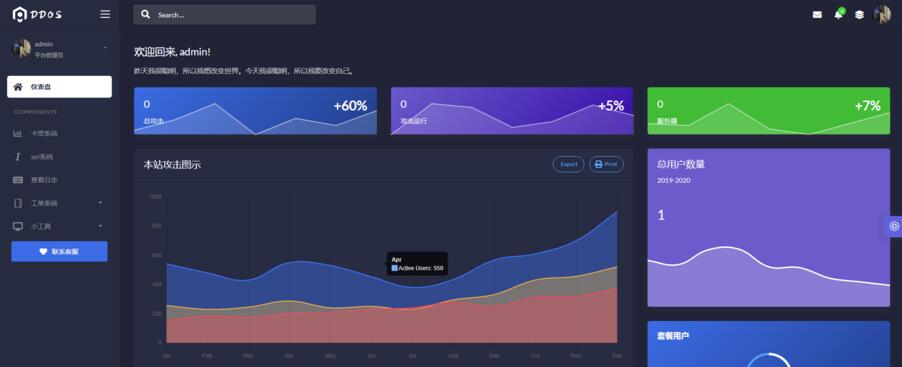 DDOS
Search ...
4
admin
平台管理员
仪表盘
COMPONENTS
卡密系统
api系统
查看日志
工单系统
小工具
联系客服
欢迎回来, admin!
昨天我很聪明，所以我想改变世界。今天我很聪明，所以我要改变自己。
0
+60%
总攻击
0
+5%
攻击运行
0
+7%
服务器
本站攻击图示
Export
Print
1000
800
600
400
200
0
Apr
Active Users: 550
Jan
Feb
Mar
Apr
May
Jun
Jul
Aug
Sep
Oct
Nov
Dec
总用户数量
2019-2020
1
套餐用户